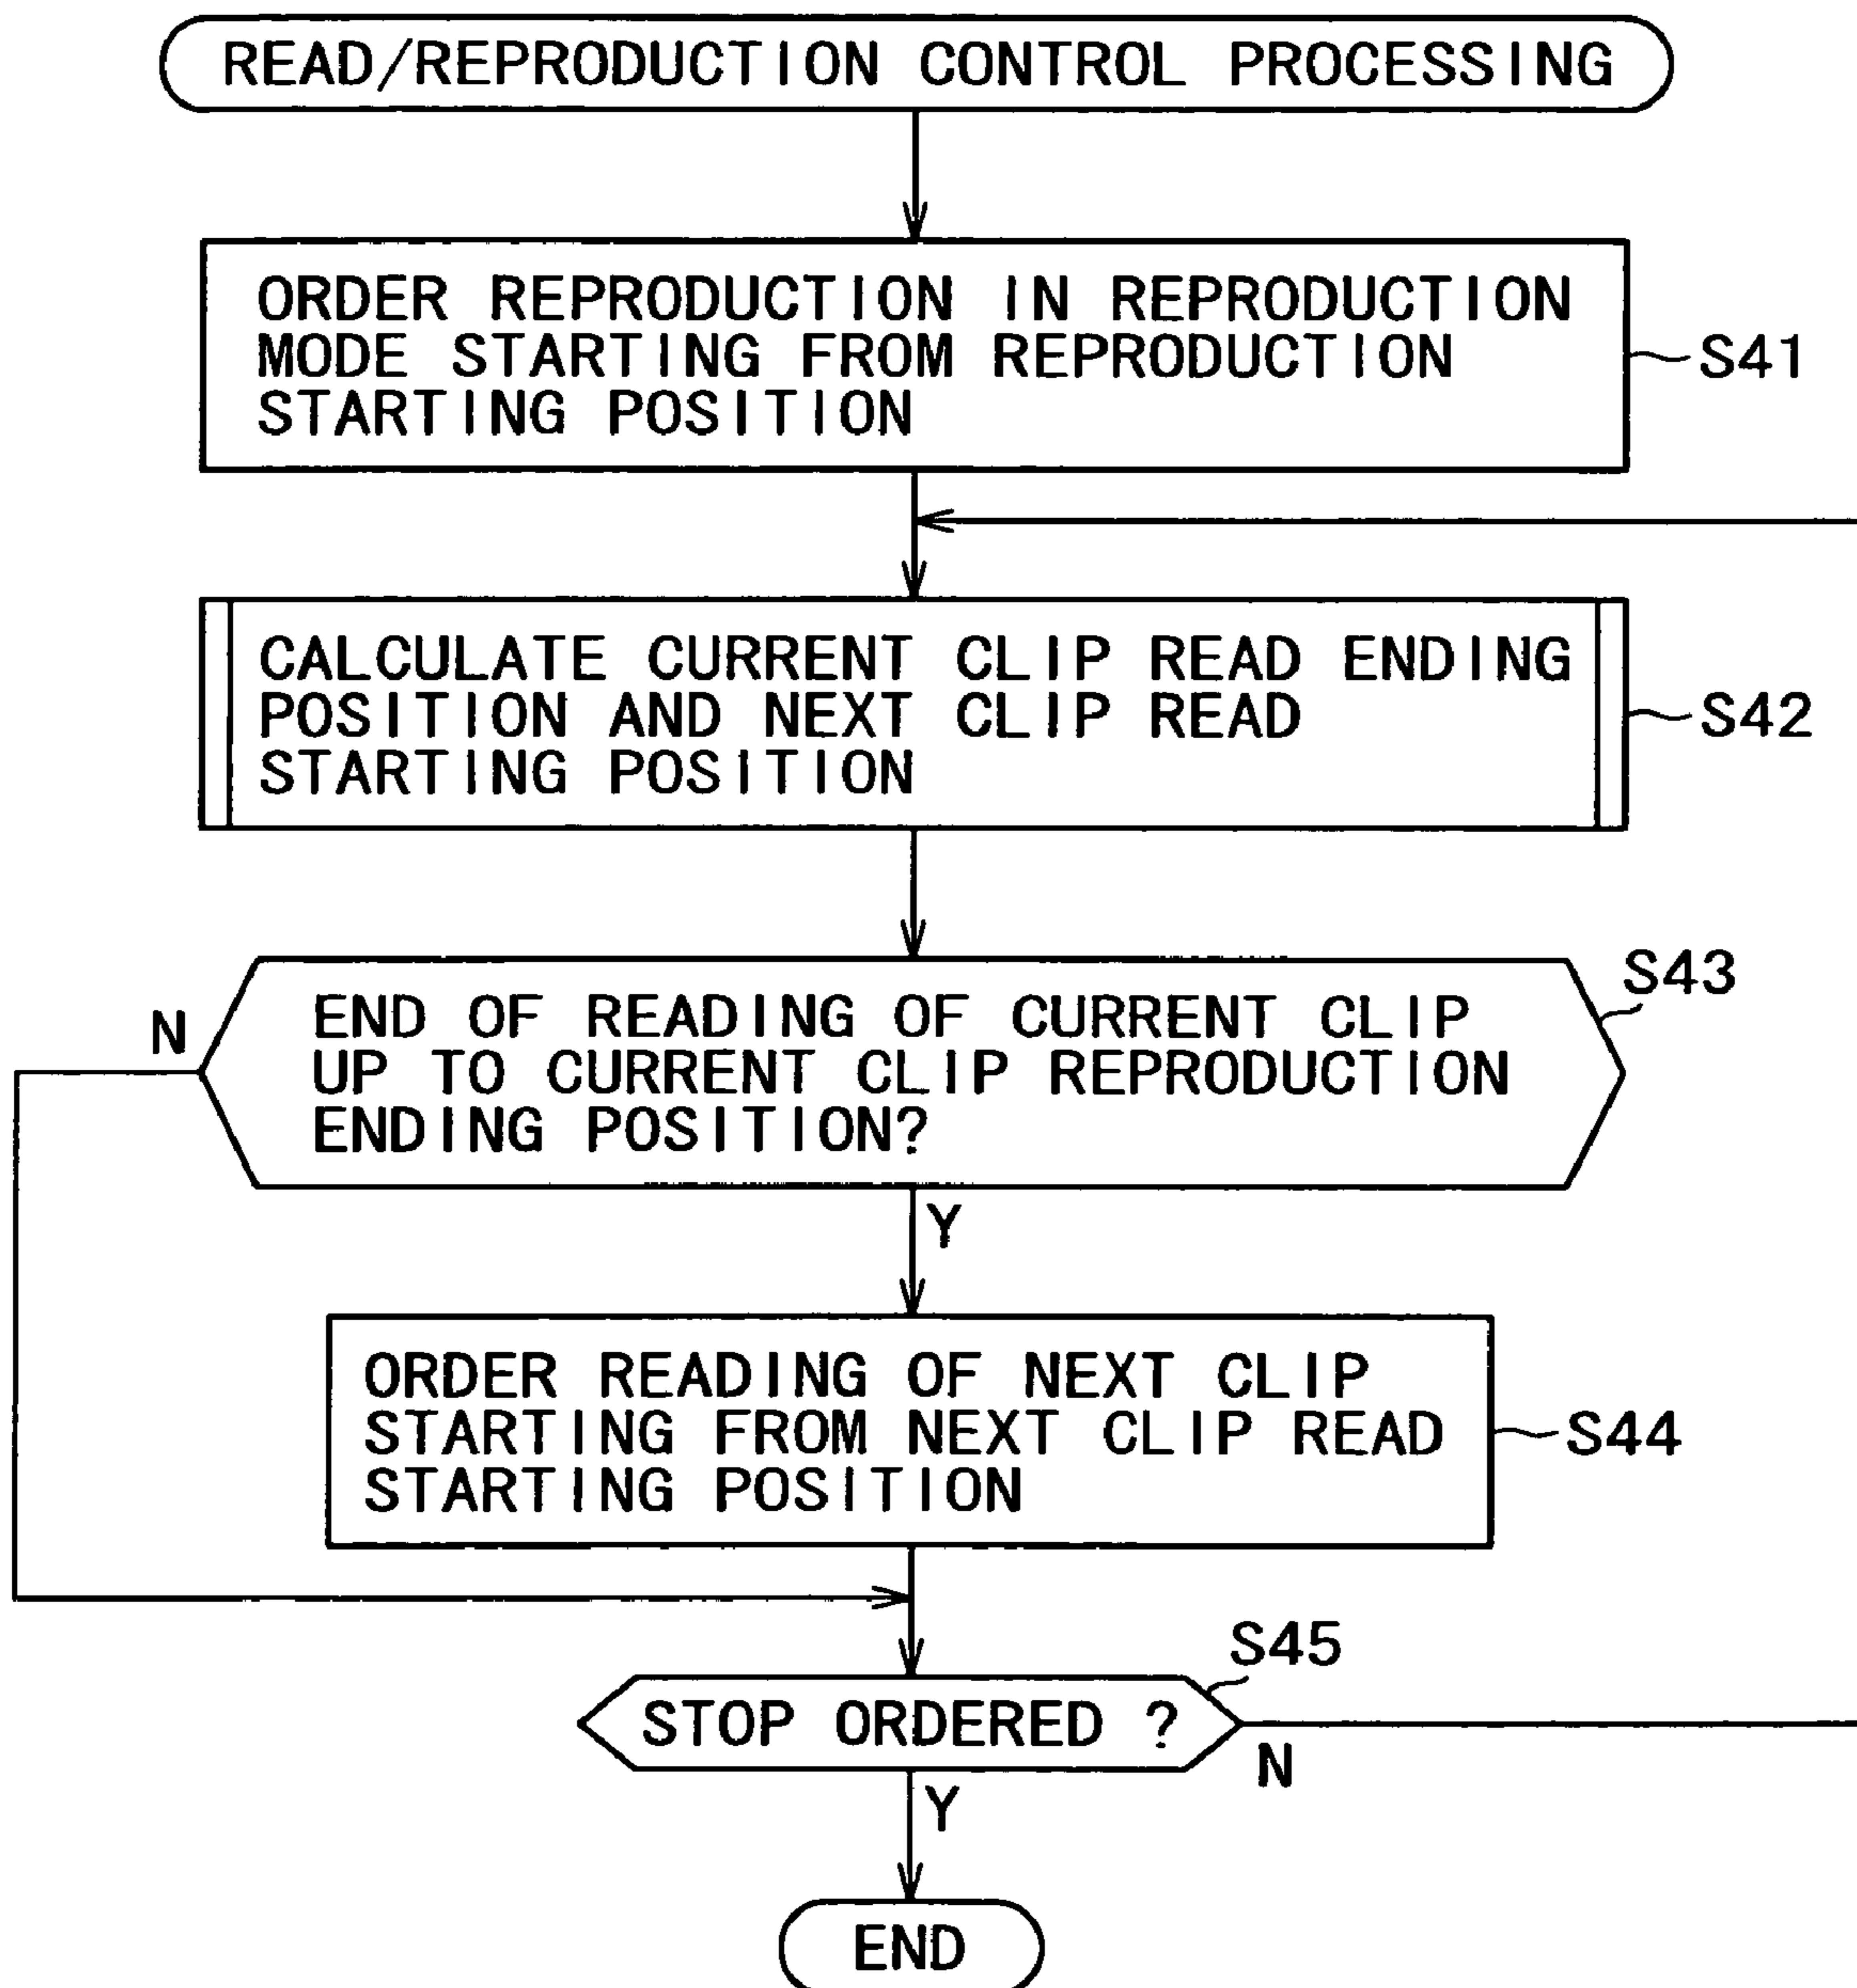 READ/REPRODUCTION CONTROL PROCESSING
ORDER REPRODUCTION IN REPRODUCTION
MODE STARTING FROM REPRODUCTION
STARTING POSITION
S41
CALCULATE CURRENT CLIP READ ENDING
POSITION AND NEXT CLIP READ
STARTING POSITION
S42
S43
N
END OF READING OF CURRENT CLIP
UP TO CURRENT CLIP REPRODUCTION
ENDING POSITION?
Y
ORDER READING OF NEXT CLIP
STARTING FROM NEXT CLIP READ
STARTING POSITION
S44
S45
STOP ORDERED ?
N
Y
END